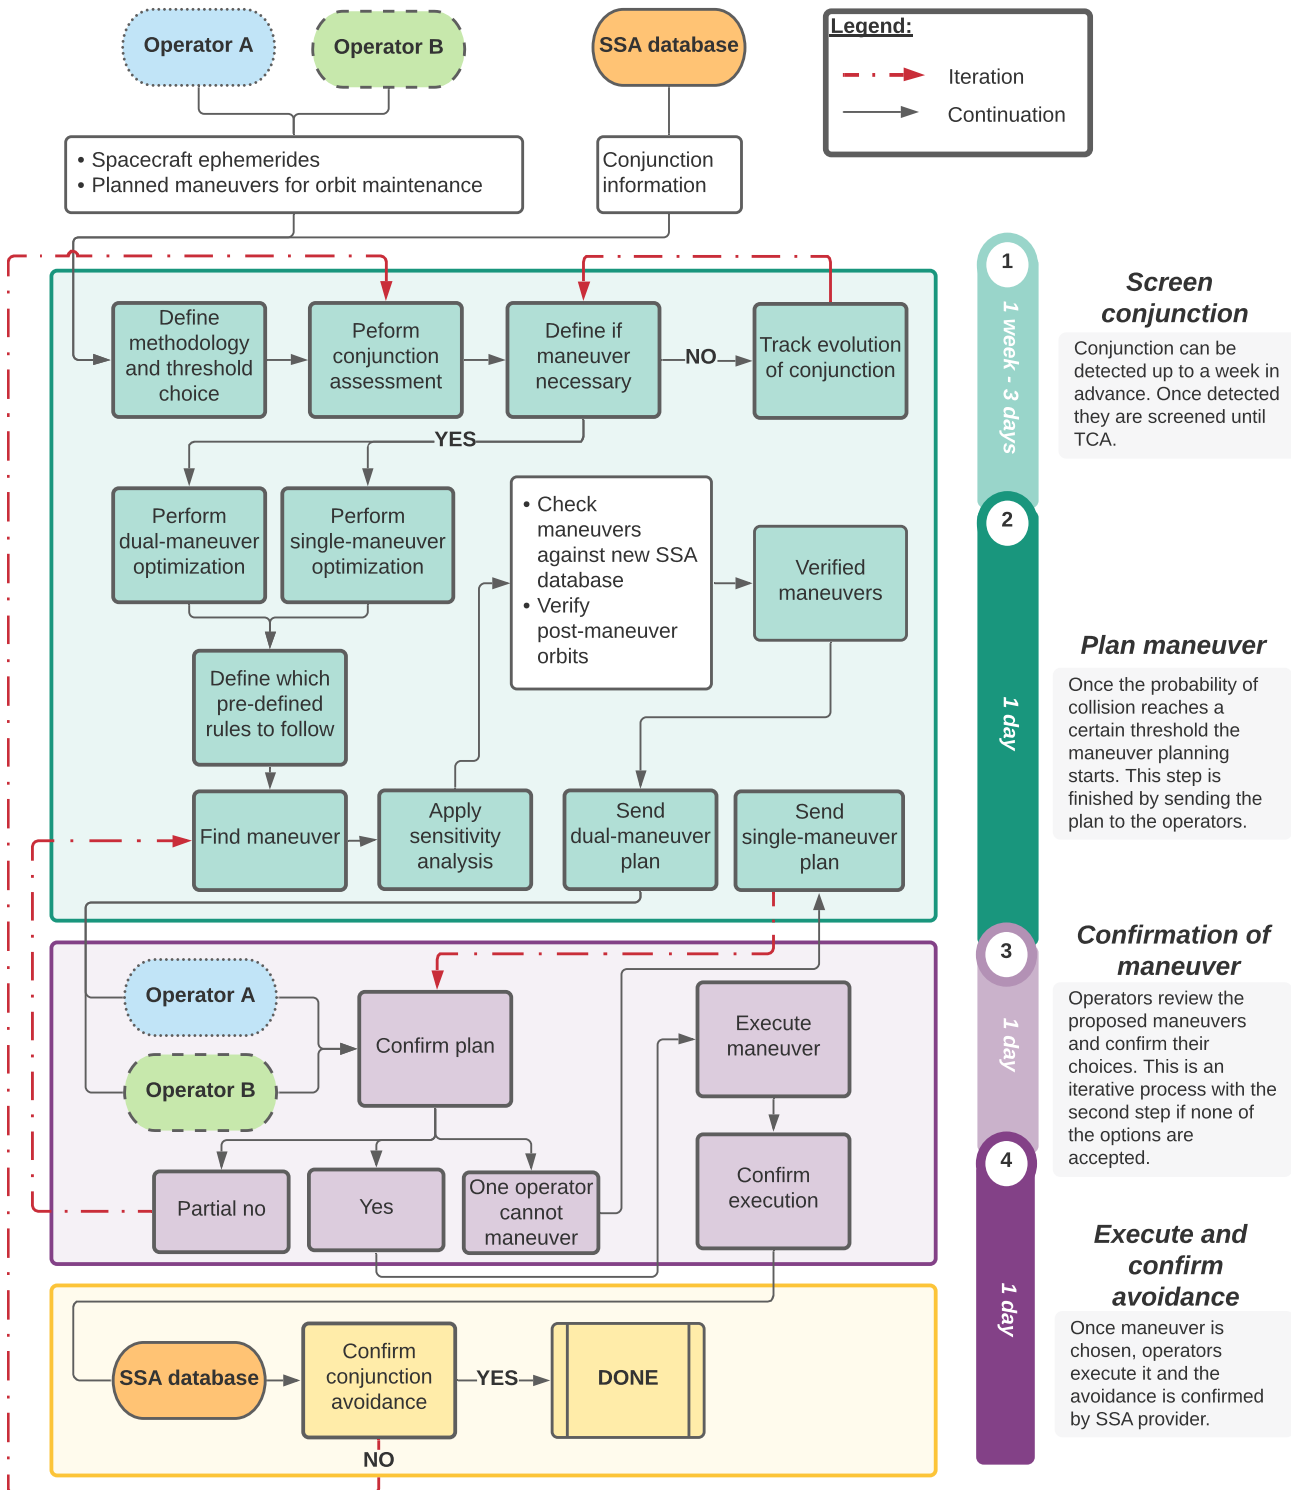 Operator A
Operator B
SSA database
Legend:
Iteration
Continuation
• Spacecraft ephemerides
• Planned maneuvers for orbit maintenance
Conjunction
information
Define
methodology
and threshold
choice
Peform
conjunction
assessment
Define if
maneuver
necessary
NO
Track evolution
of conjunction
YES
Perform
dual-maneuver
optimization
Perform
single-maneuver
optimization
• Check
maneuvers
against new SSA
database
• Verify
post-maneuver
orbits
Verified
maneuvers
Define which
pre-defined
rules to follow
Find maneuver
Apply
sensitivity
analysis
Send
dual-maneuver
plan
Send
single-maneuver
plan
Operator A
Operator B
Confirm plan
Execute
maneuver
Partial no
Yes
One operator
cannot
maneuver
Confirm
execution
SSA database
Confirm
conjunction
avoidance
YES
DONE
NO
1
1 week - 3 days
Screen
conjunction
Conjunction can be
detected up to a week in
advance. Once detected
they are screened until
TCA.
2
1 day
Plan maneuver
Once the probability of
collision reaches a
certain threshold the
maneuver planning
starts. This step is
finished by sending the
plan to the operators.
3
1 day
Confirmation of
maneuver
Operators review the
proposed maneuvers
and confirm their
choices. This is an
iterative process with the
second step if none of
the options are
accepted.
4
1 day
Execute and
confirm
avoidance
Once maneuver is
chosen, operators
execute it and the
avoidance is confirmed
by SSA provider.